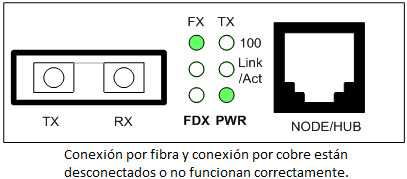 FX TX
100
Link
/Act
TX RX
FDX PWR
NODE/HUB
Conexión por fibra y conexión por cobre están
desconectados o no funcionan correctamente.